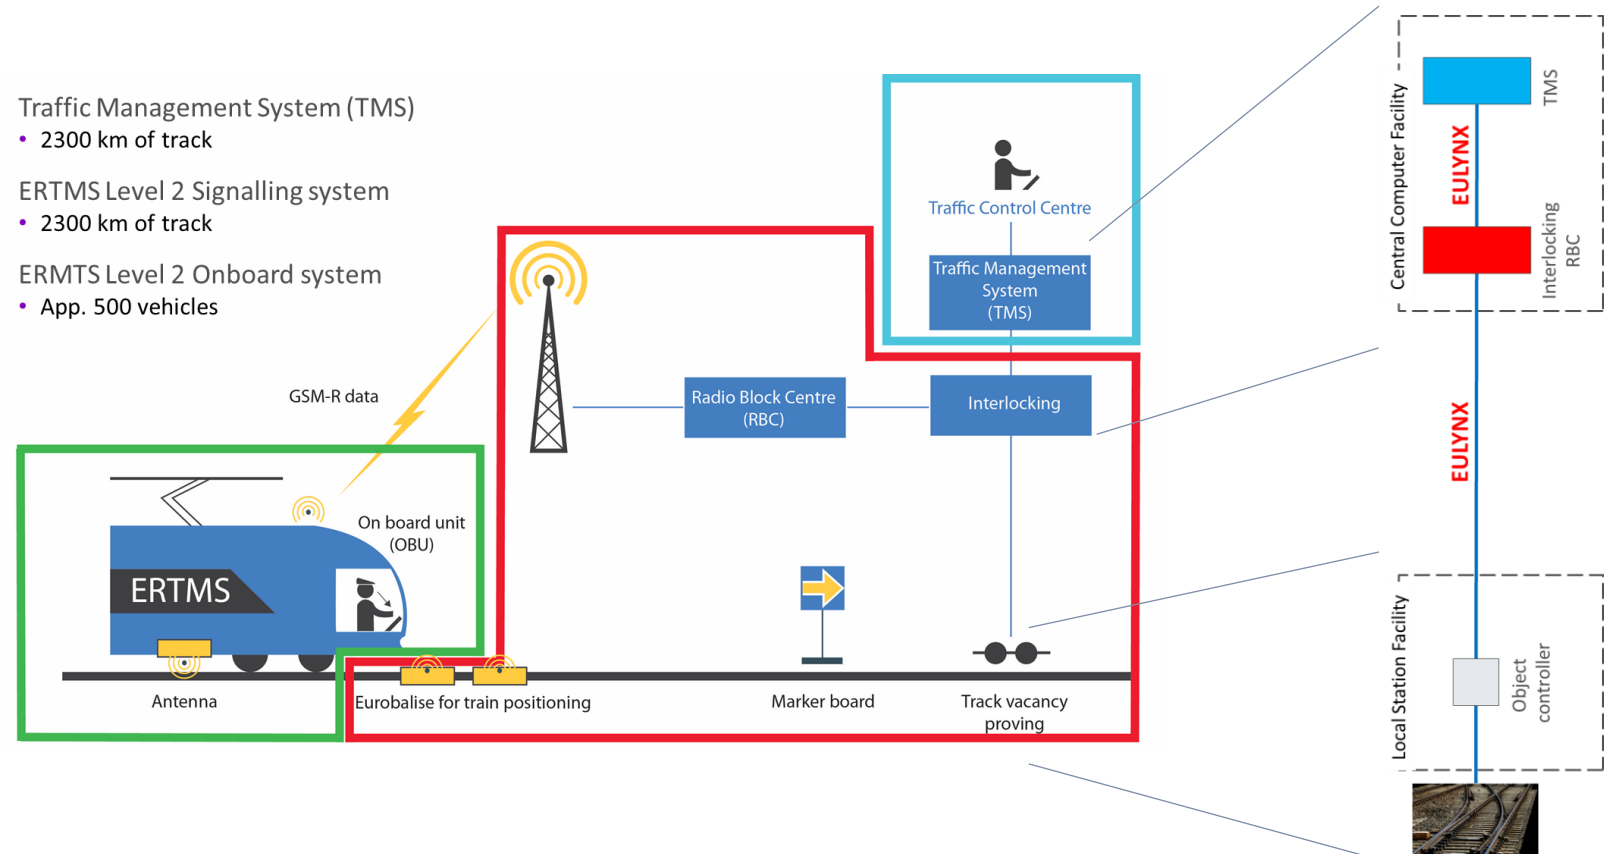 Traffic Management System (TMS)
• 2300 km of track
ERTMS Level 2 Signalling system
• 2300 km of track
ERMTS Level 2 Onboard system
• App. 500 vehicles
Traffic Control Centre
Traffic Management
System
(TMS)
GSM-R data
Radio Block Centre
(RBC)
Interlocking
On board unit
(OBU)
ERTMS
Antenna
Eurobalise for train positioning
Marker board
Track vacancy
proving
Central Computer Facility
TMS
EULYNX
Interlocking
RBC
EULYNX
Local Station Facility
Object
controller